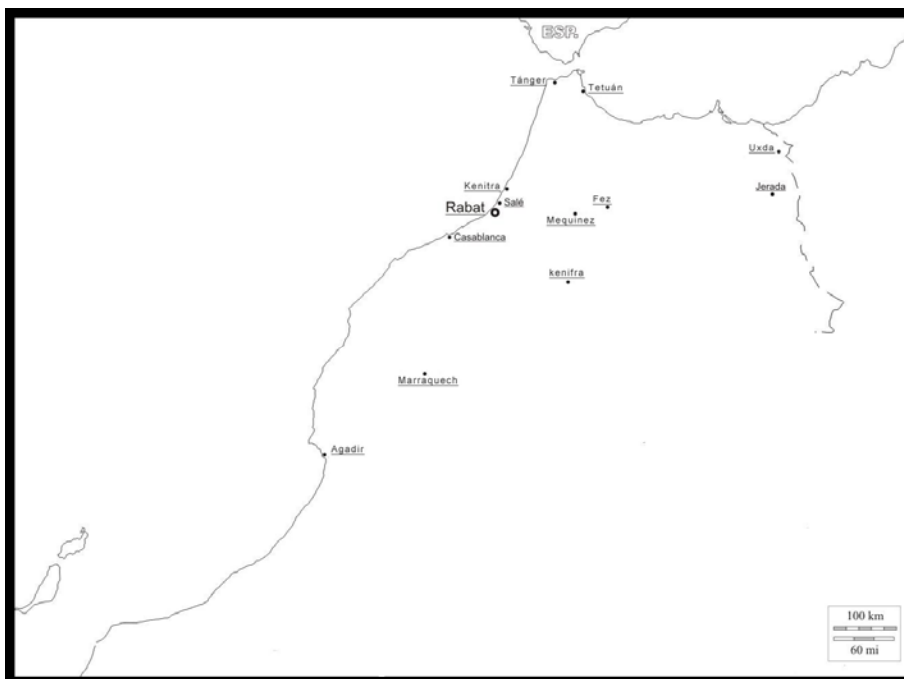 ESP.
Tánger
Tetuán
Uxda
Kenitra
Jerada
Salé
Fez
Rabat
Mequinez
Casablanca
kenifra
Marraquech
Agadir
100 km
60 mi